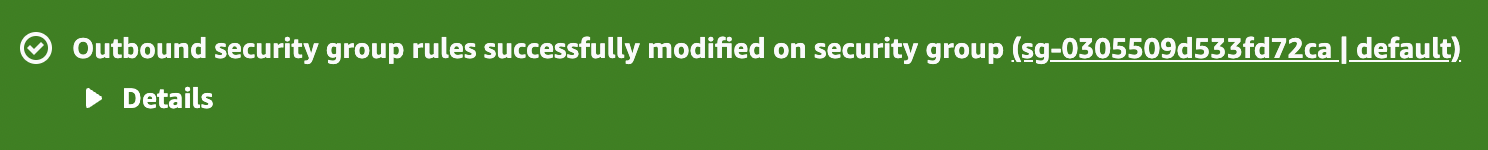 Outbound security group rules successfully modified on security group (sg-0305509d533fd72ca | default)
Details